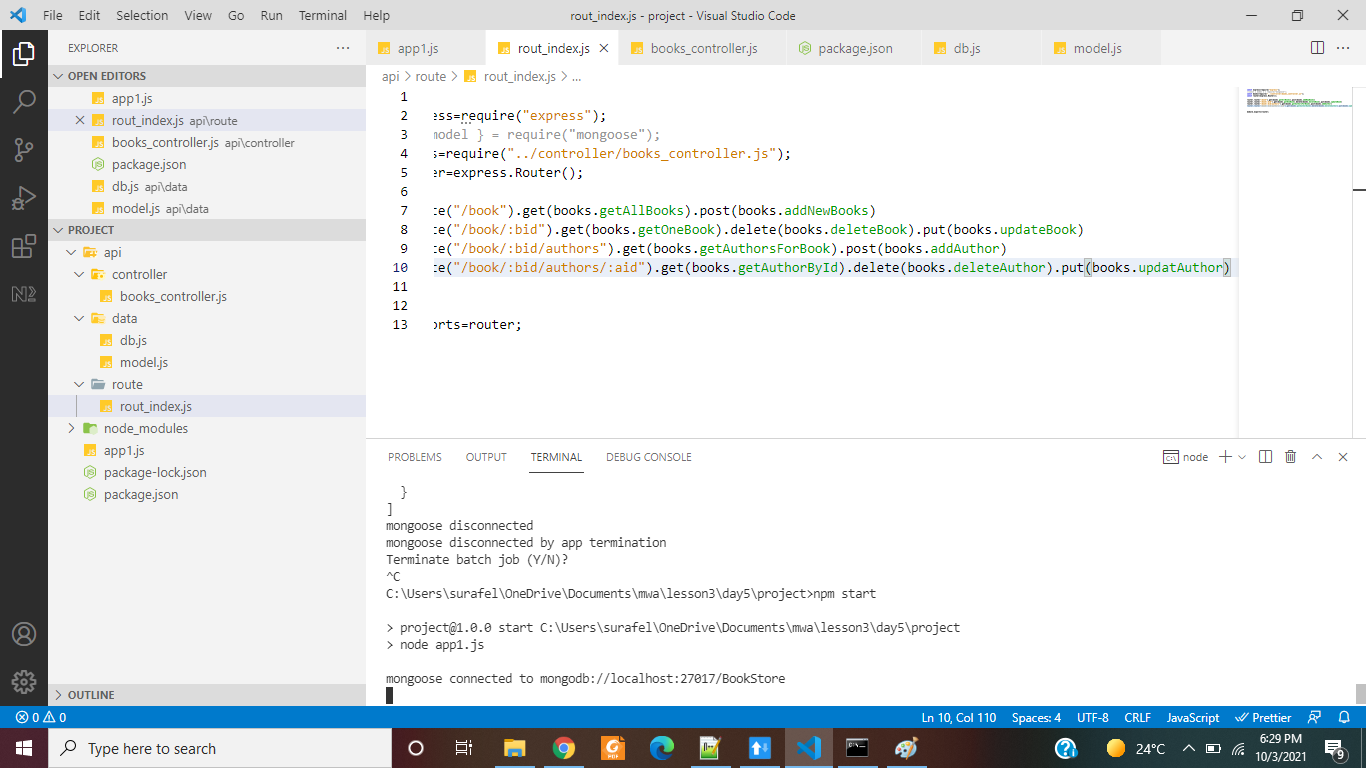 File Edit Selection View Go Run Terminal Help rout_index.js - project - Visual Studio Code
EXPLORER
OPEN EDITORS
app1.js
rout_index.js api\route
books_controller.js api\controller
package.json
db.js api\data
model.js api\data
PROJECT
api
controller
books_controller.js
data
db.js
model.js
route
rout_index.js
node_modules
app1.js
package-lock.json
package.json
OUTLINE
app1.js rout_index.js books_controller.js package.json db.js model.js
api > route > rout_index.js > ...
1
2 ess=require("express");
3 model } = require("mongoose");
4 s=require("../controller/books_controller.js");
5 er=express.Router();
6
7 te("/book").get(books.getAllBooks).post(books.addNewBooks)
8 te("/book/:bid").get(books.getOneBook).delete(books.deleteBook).put(books.updateBook)
9 te("/book/:bid/authors").get(books.getAuthorsForBook).post(books.addAuthor)
10 te("/book/:bid/authors/:aid").get(books.getAuthorById).delete(books.deleteAuthor).put(books.updatAuthor)
11
12
13 orts=router;
PROBLEMS OUTPUT TERMINAL DEBUG CONSOLE node
}
]
mongoose disconnected
mongoose disconnected by app termination
Terminate batch job (Y/N)?
^C
C:\Users\surafel\OneDrive\Documents\mwa\lesson3\day5\project>npm start
> project@1.0.0 start C:\Users\surafel\OneDrive\Documents\mwa\lesson3\day5\project
> node app1.js
mongoose connected to mongodb://localhost:27017/BookStore
0 0 Ln 10, Col 110 Spaces: 4 UTF-8 CRLF JavaScript Prettier
Type here to search 24°C 6:29 PM
10/3/2021 9